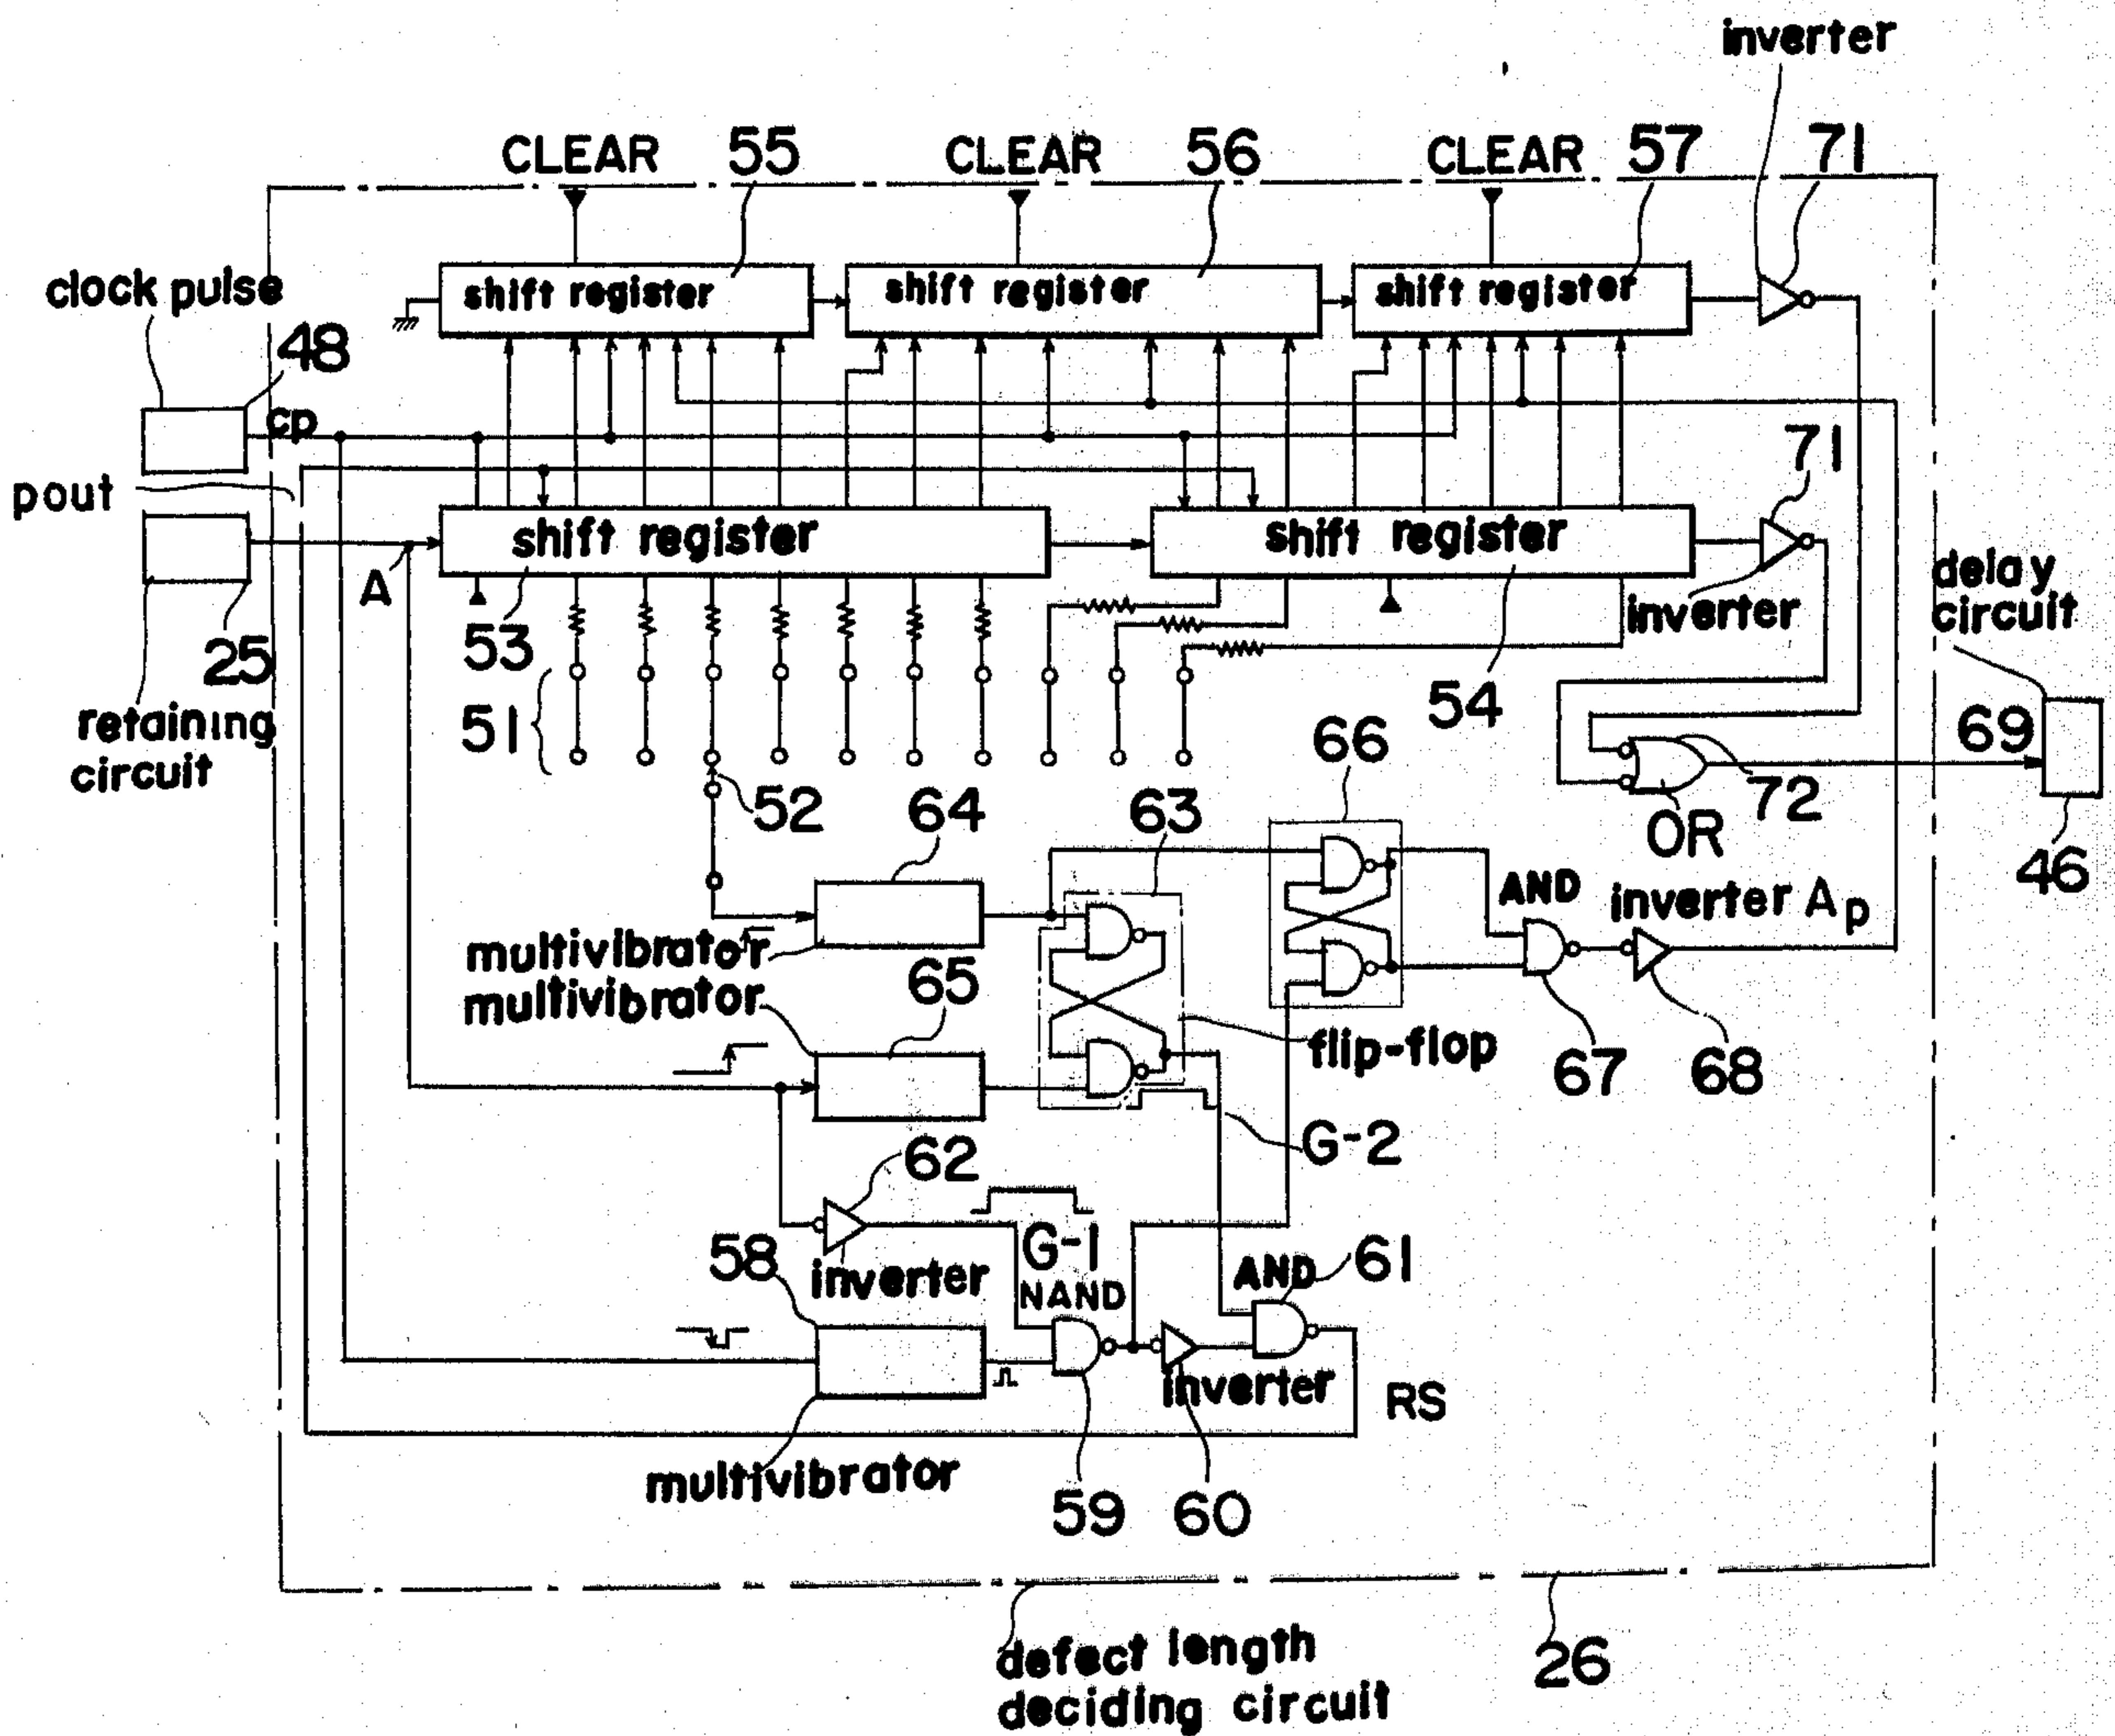 inverter
CLEAR 55 CLEAR 56 CLEAR 57 71
clock pulse
shift register shift register shift register
48
cp
71
pout
shift register shift register
A
delay
circuit
inverter
53
25
54
retaining
circuit
51
66
69
52 64 63
72
OR
46
AND
inverter Ap
multivibrator
multivibrator
65
flip-flop
67 68
G-2
62
G-1
58
inverter
NAND
AND 61
inverter
RS
multivibrator
59 60
defect length
deciding circuit
26